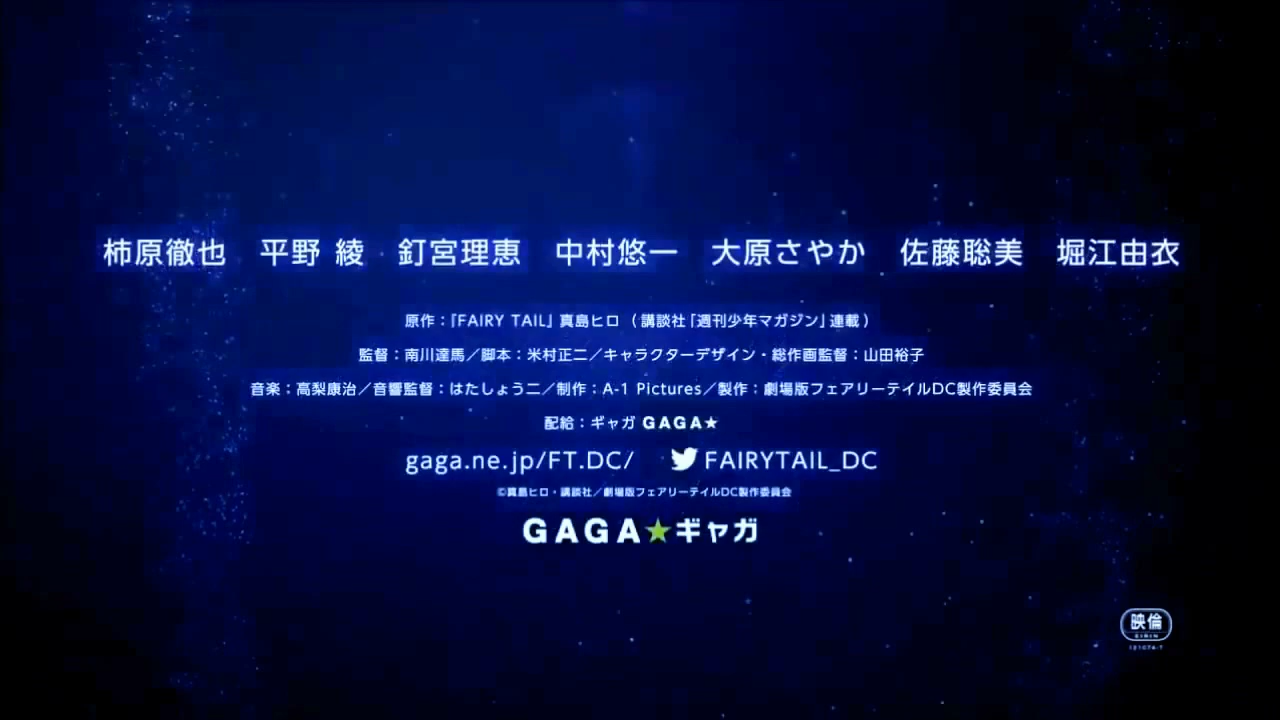 柿原徹也 平野 綾 釘宮理恵 中村悠一 大原さやか 佐藤聡美 堀江由衣
原作：『FAIRY TAIL』真島ヒロ（講談社「週刊少年マガジン」連載）
監督：南川達馬／脚本：米村正二／キャラクターデザイン・総作画監督：山田裕子
音楽：高梨康治／音響監督：はたしょう二／制作：A-1 Pictures／製作：劇場版フェアリーテイルDC製作委員会
配給：ギャガ GAGA★
gaga.ne.jp/FT.DC/ FAIRYTAIL_DC
©真島ヒロ・講談社／劇場版フェアリーテイルDC製作委員会
GAGA★ギャガ
映倫
EIRIN